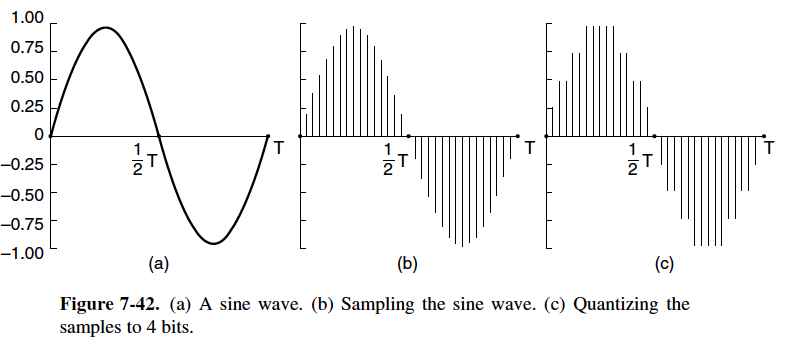 1.00
0.75
0.50
0.25
0
−0.25
−0.50
−0.75
−1.00
1/2 T
T
(a)
1/2 T
T
(b)
1/2 T
T
(c)
Figure 7-42. (a) A sine wave. (b) Sampling the sine wave. (c) Quantizing the
samples to 4 bits.